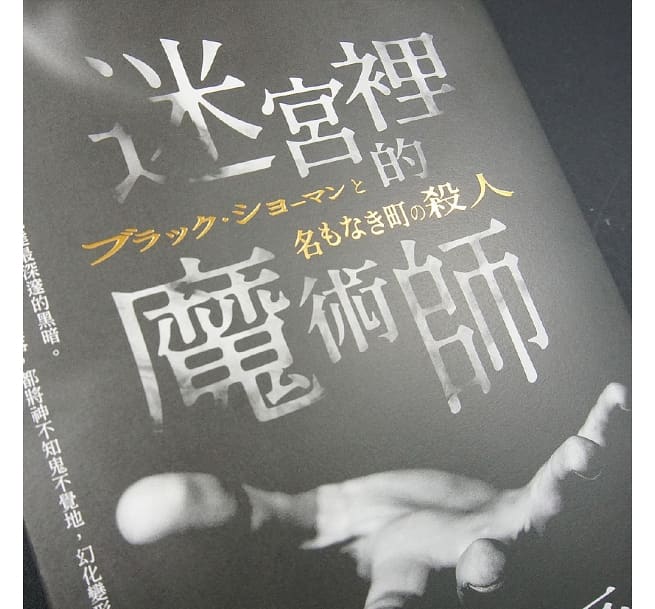 迷宮裡的
ブラック・ショーマンと
名もなき町の殺人
魔術師
最深邃的黑暗。
都將神不知鬼不覺地，幻化變形